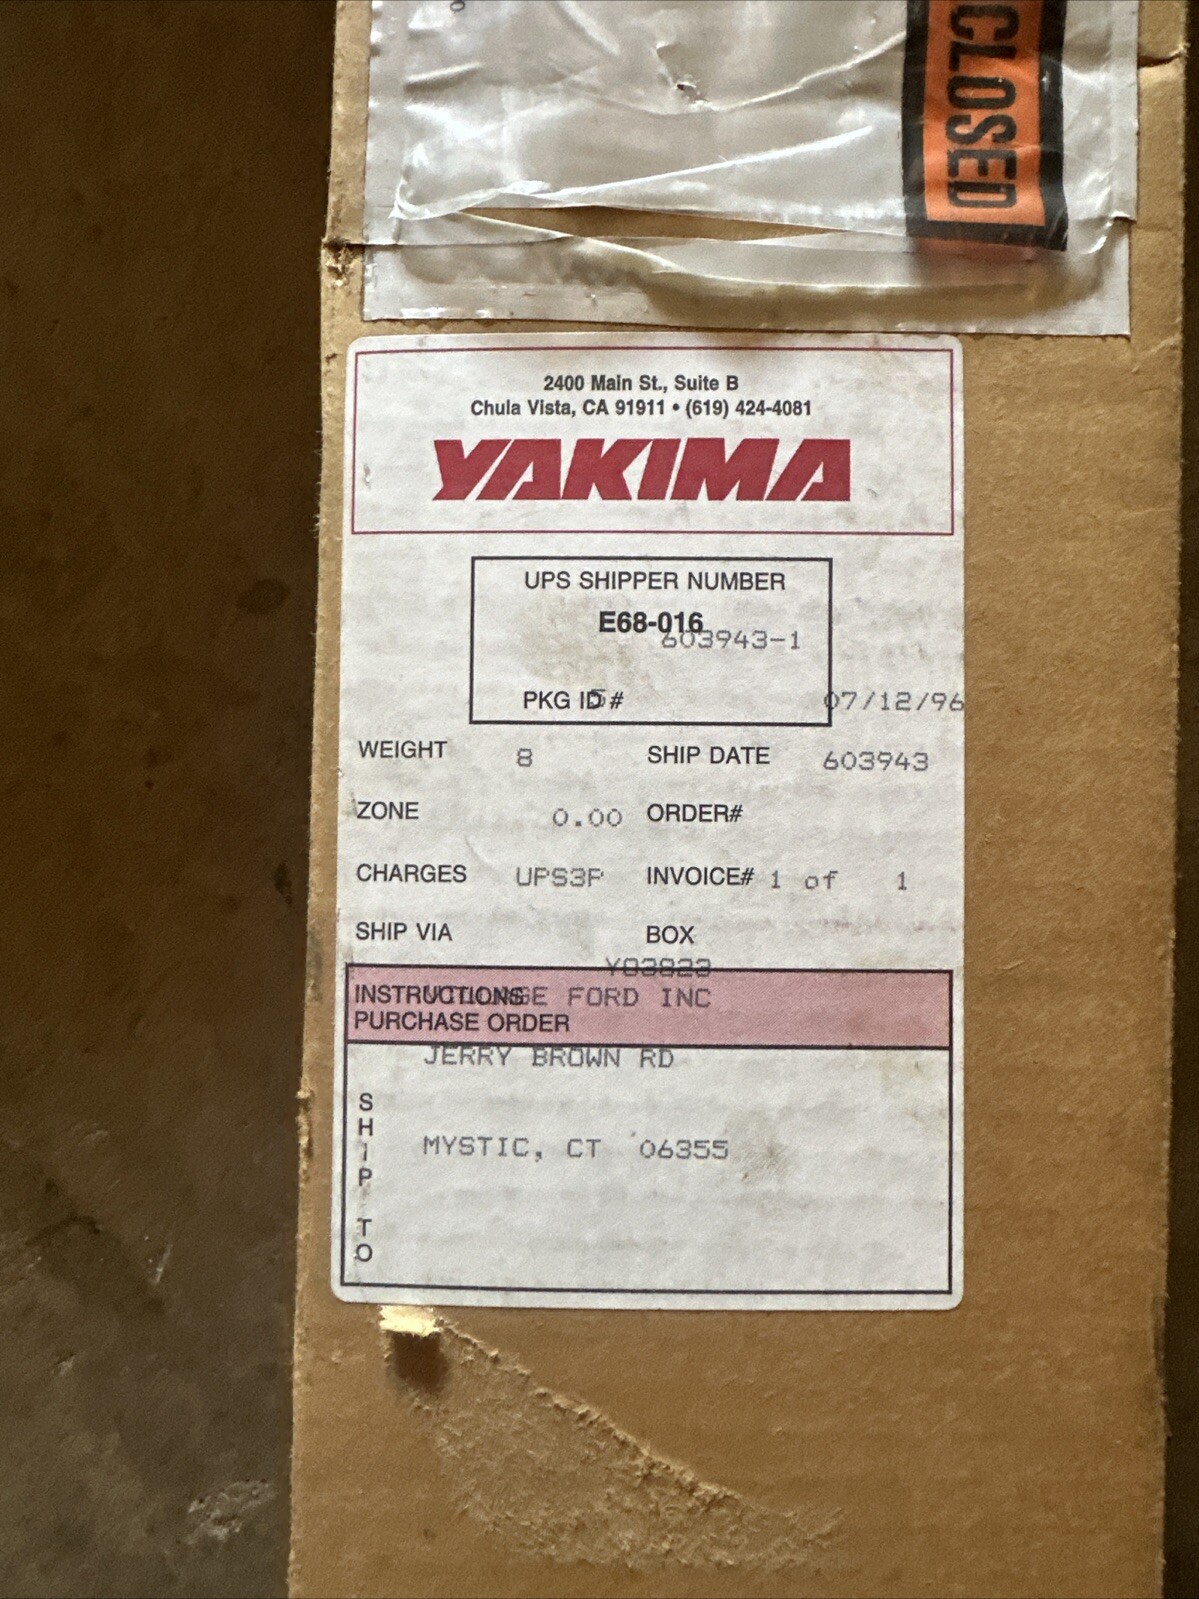 CLOSED
2400 Main St., Suite B
Chula Vista, CA 91911 • (619) 424-4081
YAKIMA
UPS SHIPPER NUMBER
E68-016
603943-1
PKG ID # 5 07/12/96
WEIGHT 8 SHIP DATE 603943
ZONE 0.00 ORDER#
CHARGES UPS3P INVOICE# 1 of 1
SHIP VIA BOX
Y03823
INSTRUCTIONS FORD INC
PURCHASE ORDER
JERRY BROWN RD
SHIP TO
MYSTIC, CT 06355